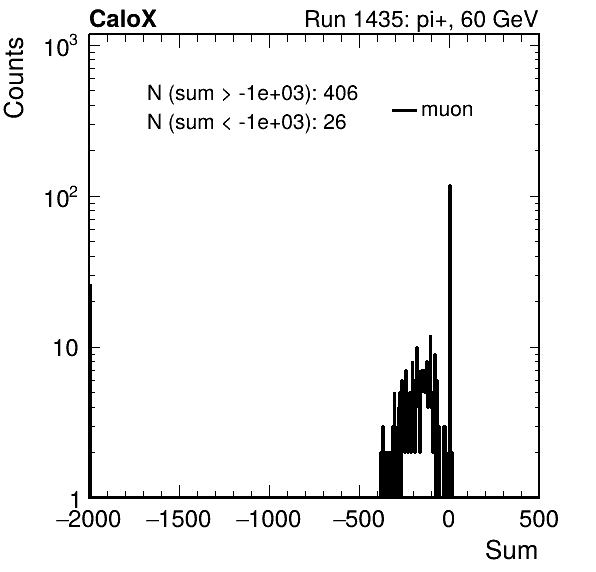 CaloX Run 1435: pi+, 60 GeV
Counts
10³
N (sum > -1e+03): 406
N (sum < -1e+03): 26
muon
10²
10
1
−2000 −1500 −1000 −500 0 500
Sum